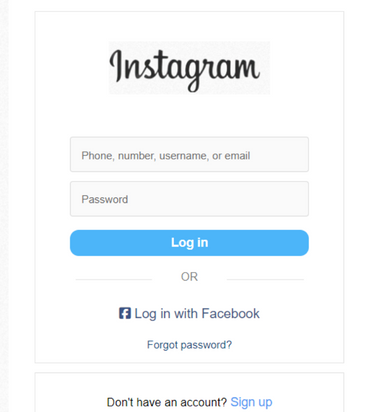 Instagram
Phone, number, username, or email
Password
Log in
OR
Log in with Facebook
Forgot password?
Don't have an account? Sign up